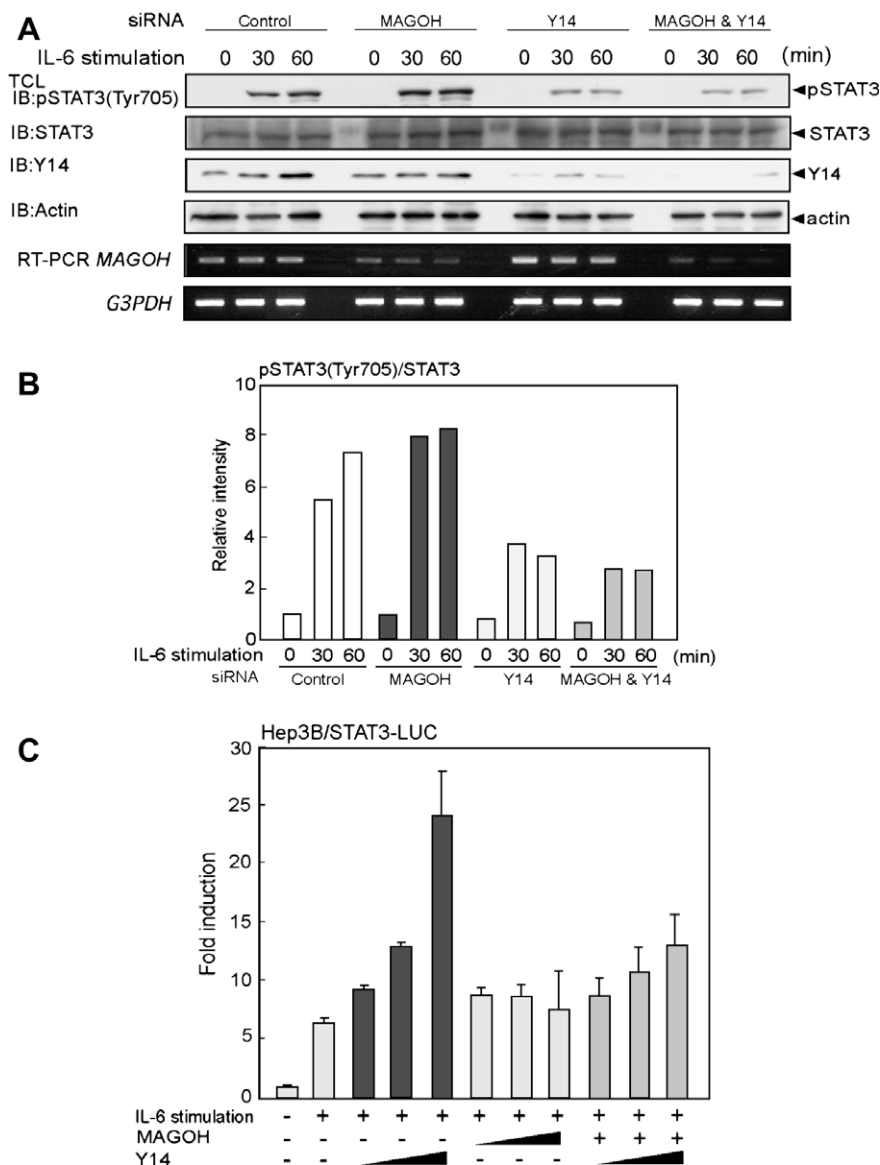 A
siRNA Control MAGOH Y14 MAGOH & Y14
IL-6 stimulation 0 30 60 0 30 60 0 30 60 0 30 60 (min)
TCL
IB:pSTAT3(Tyr705) pSTAT3
IB:STAT3 STAT3
IB:Y14 Y14
IB:Actin actin
RT-PCR MAGOH
G3PDH
B
pSTAT3(Tyr705)/STAT3
10
8
6
4
2
0
Relative intensity
IL-6 stimulation 0 30 60 0 30 60 0 30 60 0 30 60 (min)
siRNA Control MAGOH Y14 MAGOH & Y14
C
Hep3B/STAT3-LUC
30
25
20
15
10
5
0
Fold induction
IL-6 stimulation - + + + + + + + + + +
MAGOH - - - - - + + +
Y14 - - - - -